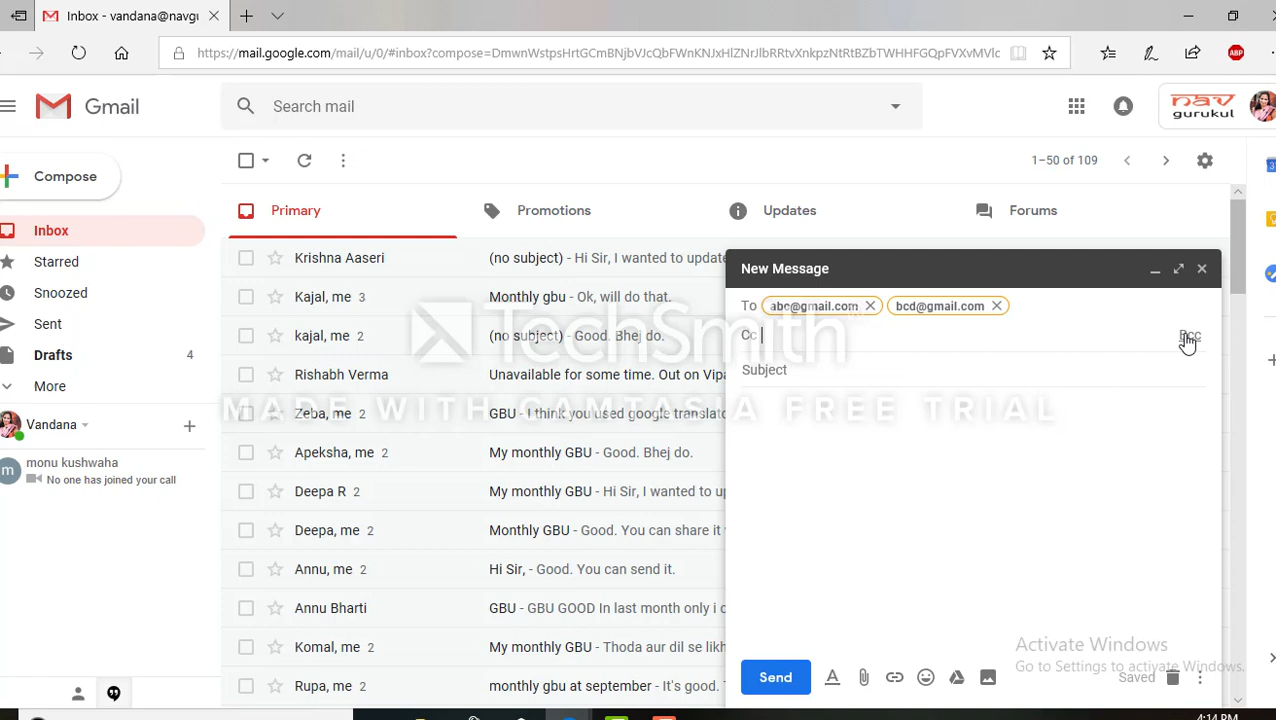 Inbox - vandana@navgu
https://mail.google.com/mail/u/0/#inbox?compose=DmwnWstpsHrtGCmBNjbVJcQbFWnKNJxHlZNrJlbRRtvXnkpzNtRtBZbTWHHFGQpFVXvMVlc
ABP
Gmail
Search mail
nav
gurukul
Compose
1–50 of 109
Primary
Promotions
Updates
Forums
Inbox
Starred
Snoozed
Sent
Drafts 4
More
Vandana
m
monu kushwaha
No one has joined your call
Krishna Aaseri (no subject) - Hi Sir, I wanted to update
Kajal, me 3 Monthly gbu - Ok, will do that.
kajal, me 2 (no subject) - Good. Bhej do.
Rishabh Verma Unavailable for some time. Out on Vipa
Zeba, me 2 GBU - I think you used google translato
Apeksha, me 2 My monthly GBU - Good. Bhej do.
Deepa R 2 My monthly GBU - Hi Sir, I wanted to up
Deepa, me 2 Monthly GBU - Good. You can share it
Annu, me 2 Hi Sir, - Good. You can send it.
Annu Bharti GBU - GBU GOOD In last month only i c
Komal, me 2 My monthly GBU - Thoda aur dil se likh
Rupa, me 2 monthly gbu at september - It's good.
New Message
To abc@gmail.com bcd@gmail.com
Cc Bcc
Subject
TechSmith
MADE WITH CAMTASIA FREE TRIAL
Activate Windows
Go to Settings to activate Windows.
Send
Saved
4:14 PM